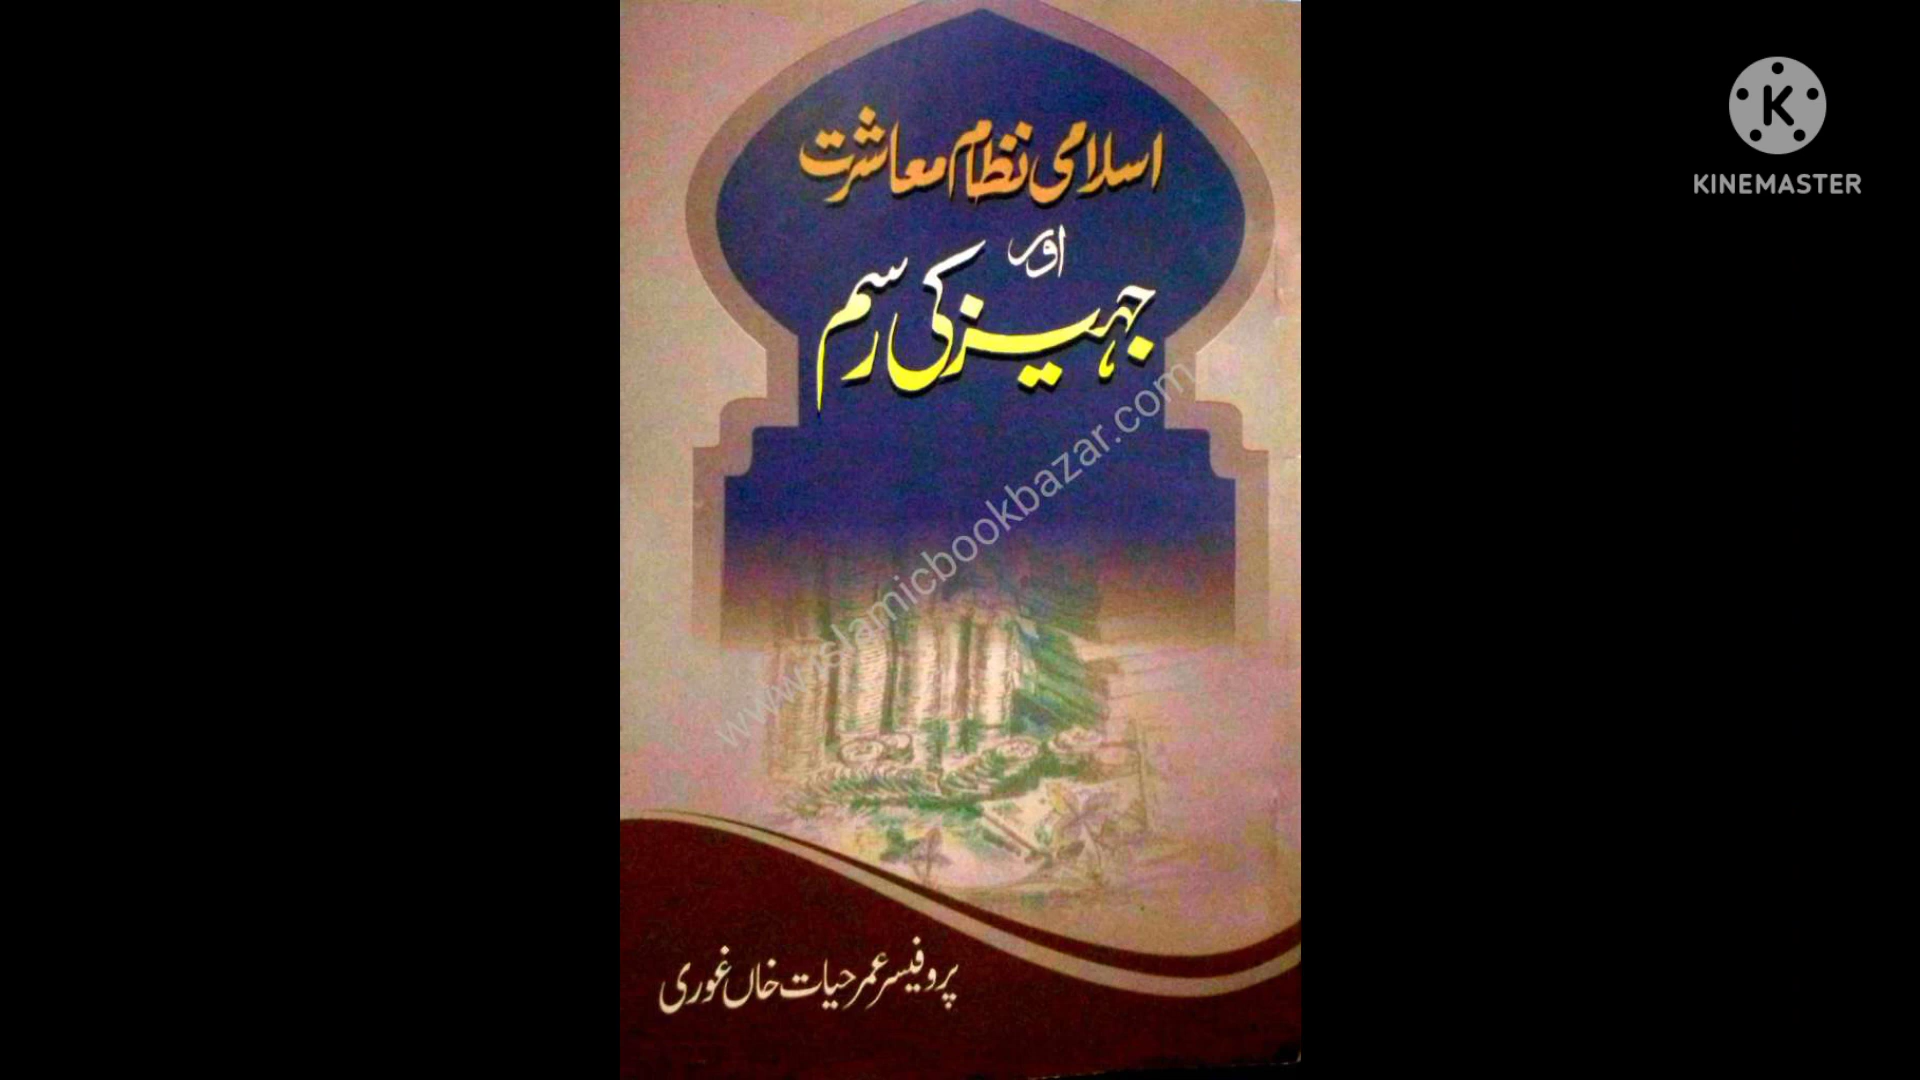 اسلامی نظام معاشرت
اور
جہیز کی رسم
www.islamicbookbazar.com
پروفیسر عمر حیات خاں غوری
K
KINEMASTER